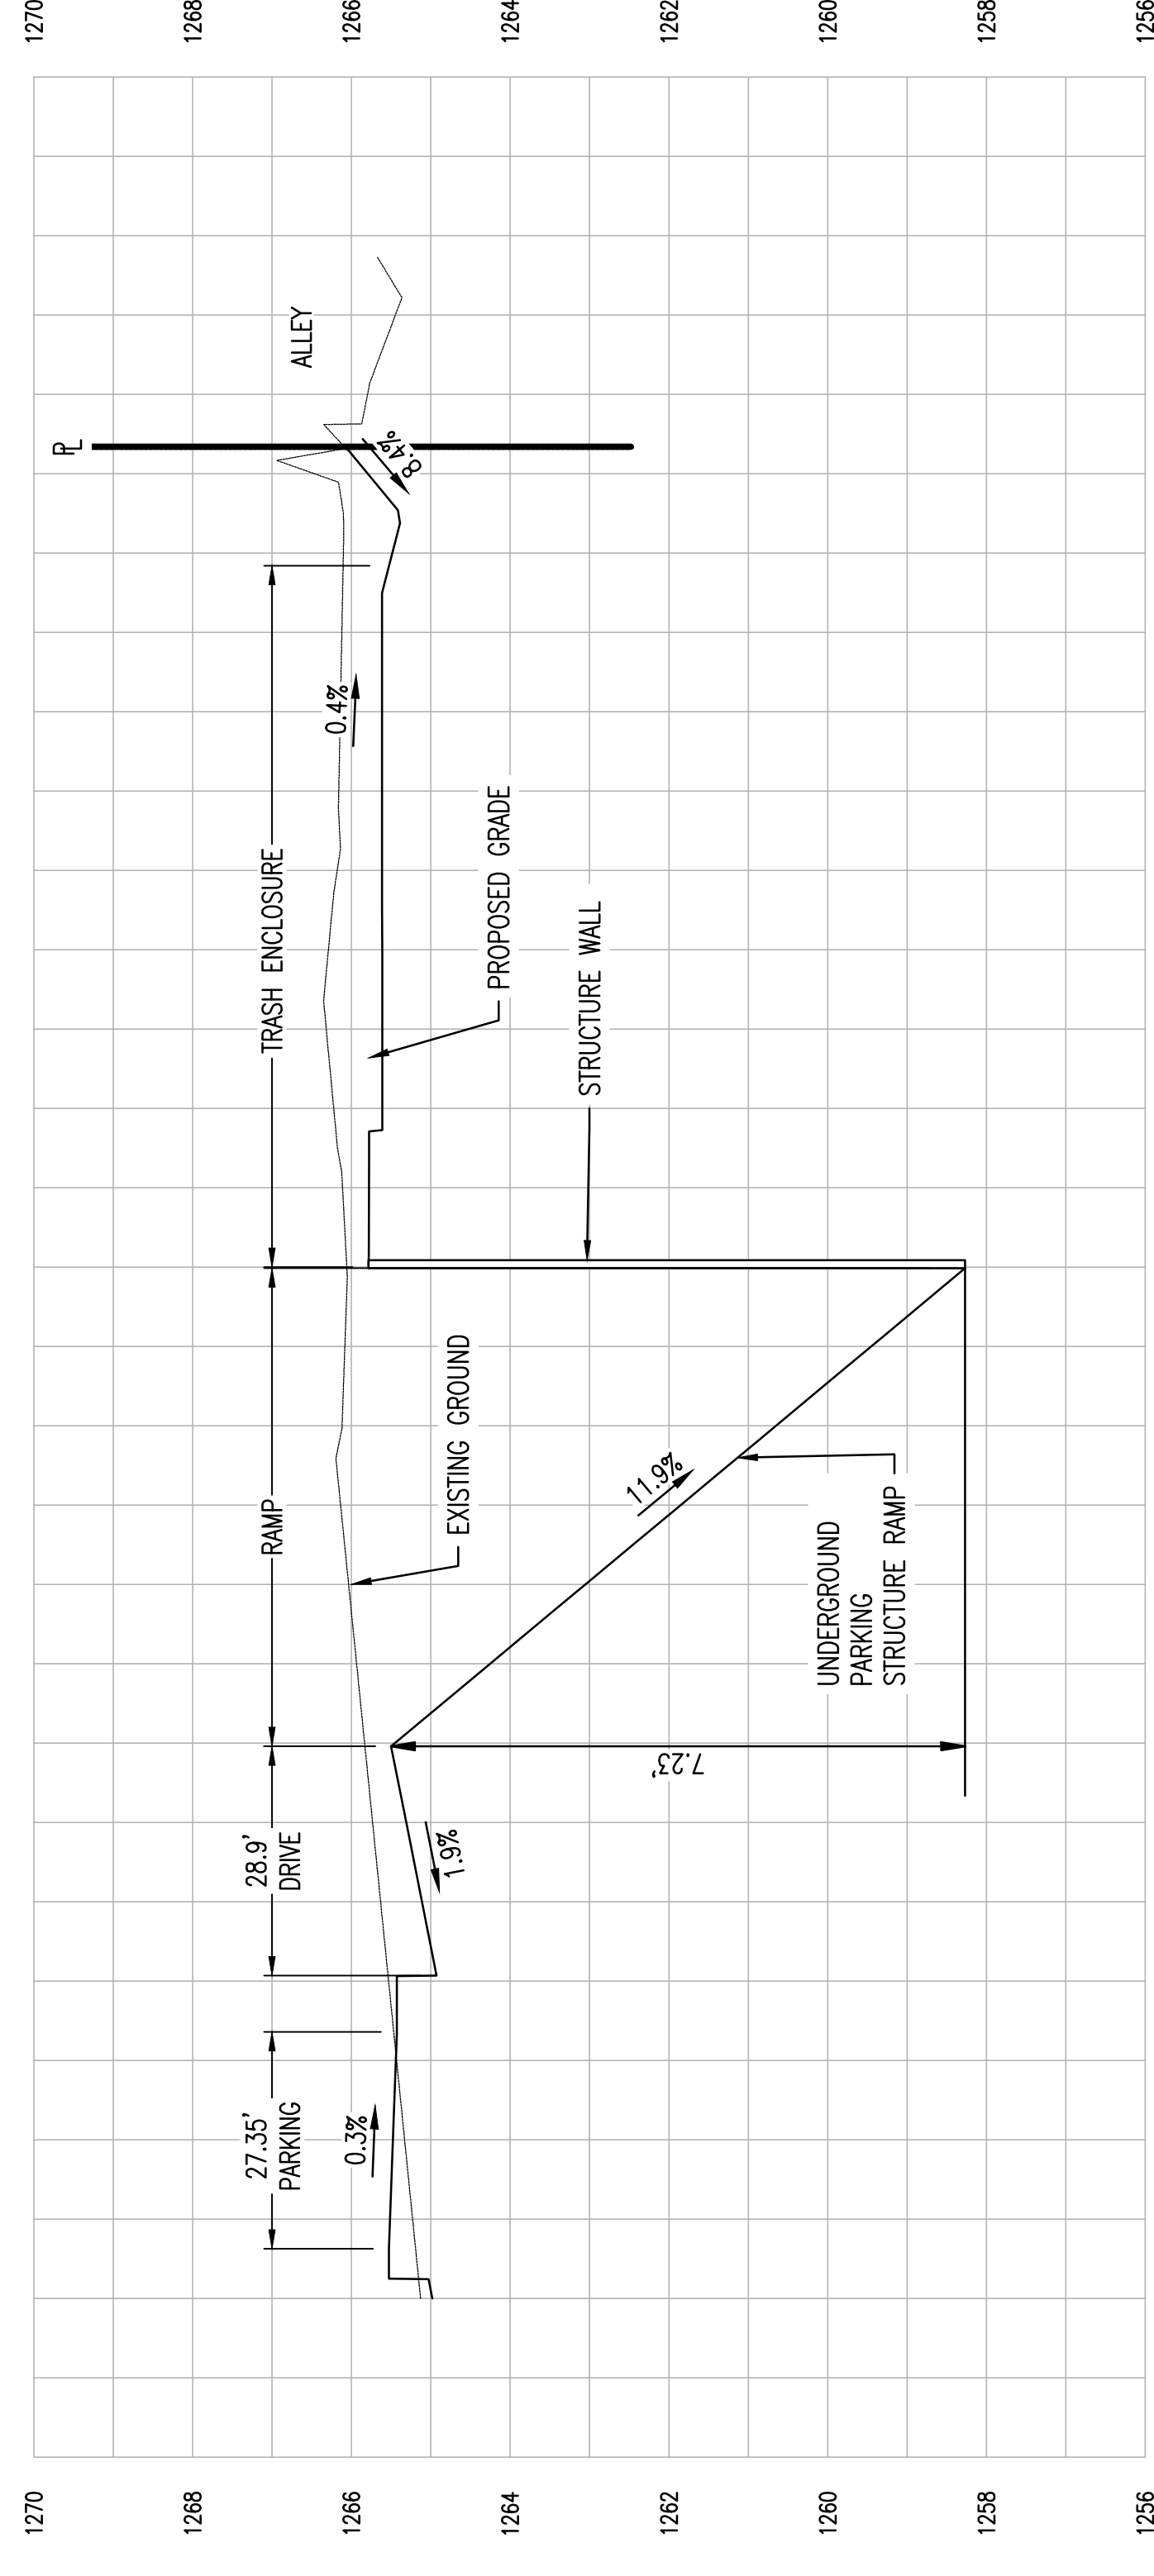 1270
1268
1266
1264
1262
1260
1258
1256
1270
1268
1266
1264
1262
1260
1258
1256
27.35'
PARKING
28.9'
DRIVE
RAMP
TRASH ENCLOSURE
ALLEY
PL
0.3%
1.9%
11.9%
0.4%
8.4%
7.23'
EXISTING GROUND
PROPOSED GRADE
STRUCTURE WALL
UNDERGROUND
PARKING
STRUCTURE RAMP